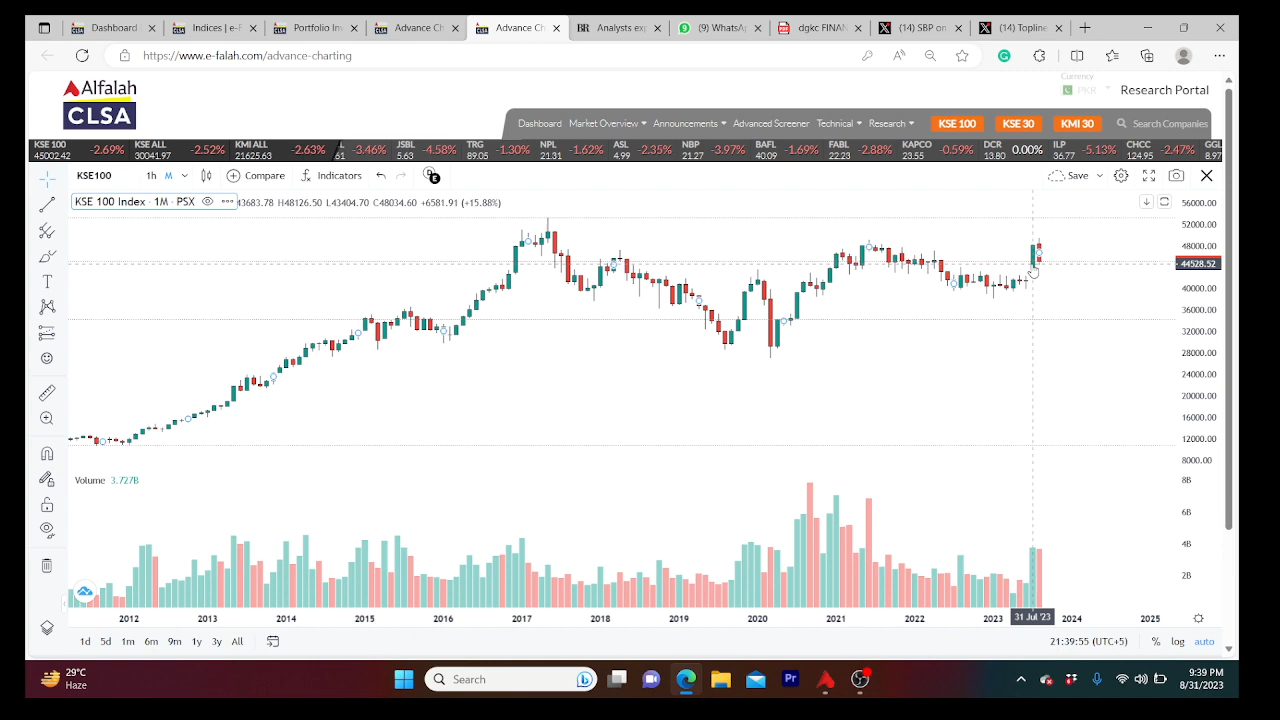 Dashboard
Indices | e-F
Portfolio Inv
Advance Ch
Advance Ch
Analysts exp
(9) WhatsAp
dgkc FINAN
(14) SBP on
(14) Topline
https://www.e-falah.com/advance-charting
Alfalah
CLSA
Currency
PKR
Research Portal
Dashboard Market Overview Announcements Advanced Screener Technical Research KSE 100 KSE 30 KMI 30 Search Companies
KSE 100 45002.42 -2.69%
KSE ALL 30041.97 -2.52%
KMI ALL 21625.63 -2.63%
-3.46%
JSBL 5.63 -4.58%
TRG 89.05 -1.30%
NPL 21.31 -1.62%
ASL 4.99 -2.35%
NBP 21.27 -3.97%
BAFL 40.09 -1.69%
FABL 22.23 -2.88%
KAPCO 23.55 -0.59%
DCR 13.80 0.00%
ILP 36.77 -5.13%
CHCC 124.95 -2.47%
GGL 8.97
KSE100 1h M Compare Indicators D E Save
KSE 100 Index · 1M · PSX 43683.78 H48126.50 L43404.70 C48034.60 +6581.91 (+15.88%)
56000.00
52000.00
48000.00
44528.52
40000.00
36000.00
32000.00
28000.00
24000.00
20000.00
16000.00
12000.00
8000.00
Volume 3.727B
8B
6B
4B
2B
2012 2013 2014 2015 2016 2017 2018 2019 2020 2021 2022 2023 31 Jul '23 2024 2025
1d 5d 1m 6m 9m 1y 3y All
21:39:55 (UTC+5) % log auto
29°C
Haze
Search
9:39 PM
8/31/2023